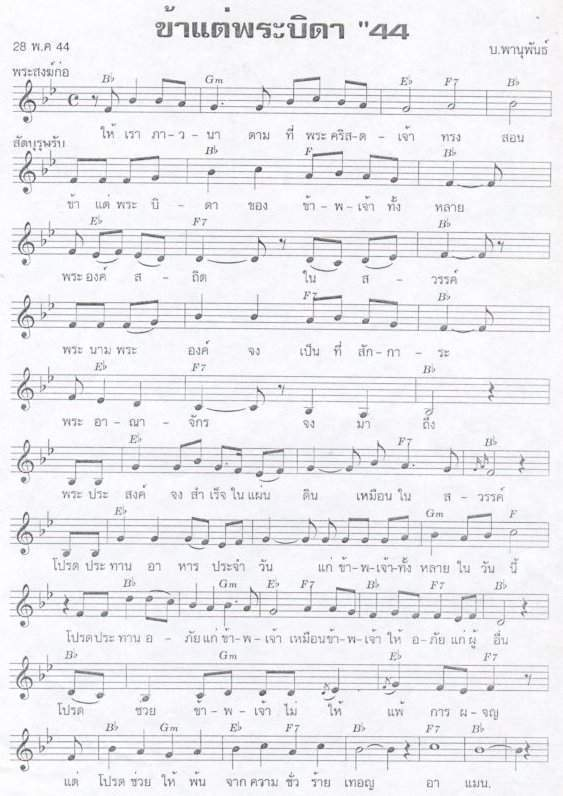 ข้าแต่พระบิดา "44
28 พ.ค 44
บ.พานุพันธ์
พระสงฆ์ก่อ
B♭ Gm E♭ F7 B♭
ให้ เรา ภา-ว-นา ตาม ที่ พระ คริสต-เจ้า ทรง สอน
สัตบุรุษรับ
B♭ F B♭
ข้า แต่ พระ บิ-ดา ของ ข้า-พ-เจ้า ทั้ง หลาย
E♭ F7 B♭
พระ องค์ ส-ถิต ใน ส-วรรค์
F7 B♭
พระ นาม พระ องค์ จง เป็น ที่ สัก-กา-ระ
E♭ F7 B♭
พระ อา-ณา-จักร จง มา ถึง
E♭ F7 B♭
พระ ประ สงค์ จง สำ เร็จ ใน แผ่น ดิน เหมือน ใน ส-วรรค์
E♭ Gm F
โปรด ประ ทาน อา หาร ประจำ วัน แก่ ข้า-พ-เจ้า-ทั้ง หลาย ใน วัน นี้
B♭ Gm E♭ F7 B♭ F7 B♭
โปรดประ ทาน อ-ภัย แก่ ข้า-พ-เจ้า เหมือนข้า-พ-เจ้า ให้ อ-ภัย แก่ ผู้ อื่น
B♭ Gm E♭ F7
โปรด ช่วย ข้า-พ-เจ้า ไม่ ให้ แพ้ การ ผ-จญ
B♭ Gm E♭ F7 B♭ F7 B♭
แต่ โปรด ช่วย ให้ พ้น จาก ความ ชั่ว ร้าย เทอญ อา แมน.